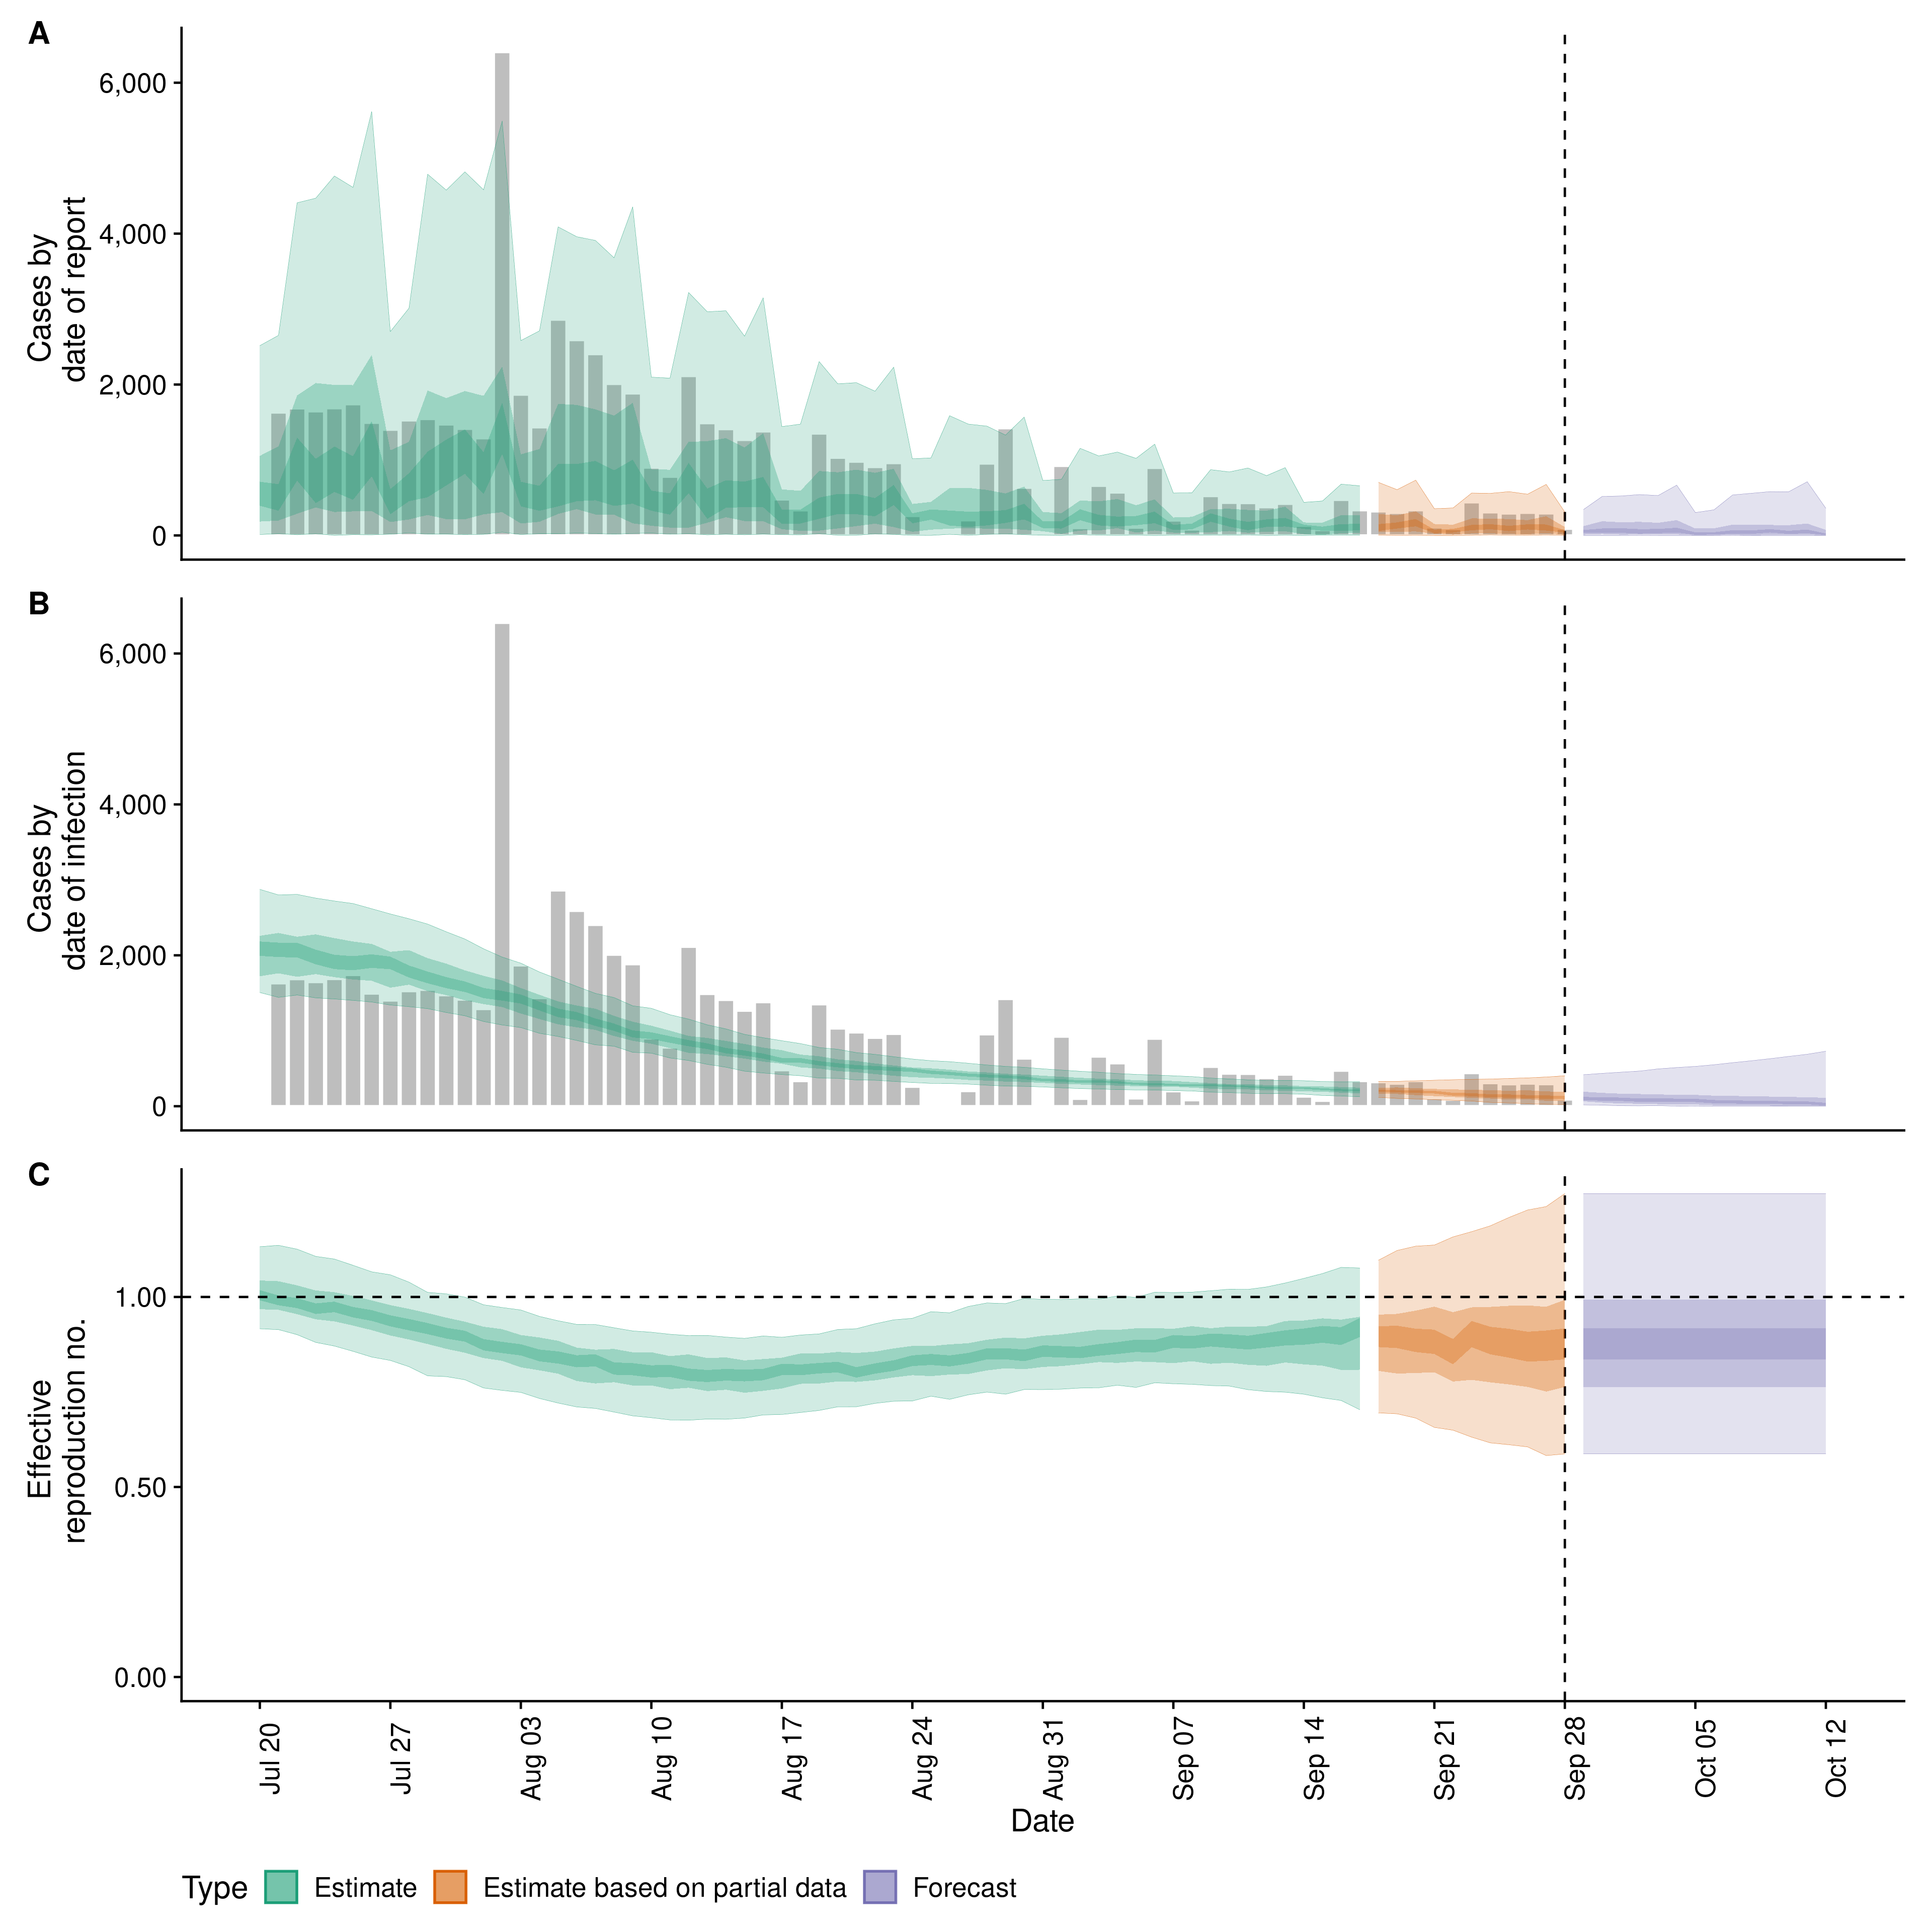 A
6,000
4,000
2,000
0
Cases by
date of report
B
6,000
4,000
2,000
0
Cases by
date of infection
C
1.00
0.50
0.00
Effective
reproduction no.
Jul 20
Jul 27
Aug 03
Aug 10
Aug 17
Aug 24
Aug 31
Sep 07
Sep 14
Sep 21
Sep 28
Oct 05
Oct 12
Date
Type Estimate Estimate based on partial data Forecast